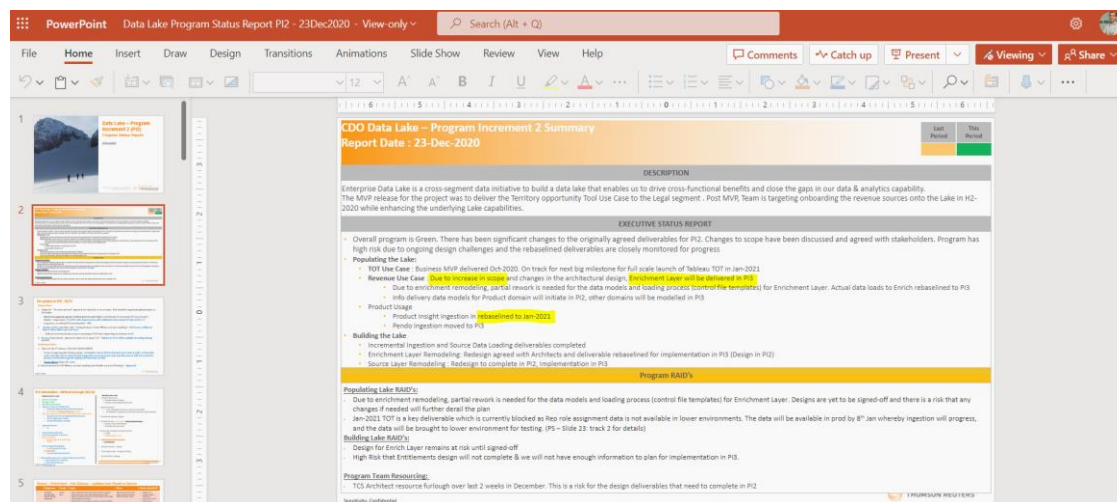 PowerPoint Data Lake Program Status Report PI2 - 23Dec2020 - View-only Search (Alt + Q)
File Home Insert Draw Design Transitions Animations Slide Show Review View Help Comments Catch up Present Viewing Share
12 A A B I U A
1
Data Lake – Program
Increment 2 (PI2)
2
3
4
5
CDO Data Lake – Program Increment 2 Summary
Report Date : 23-Dec-2020
Last Period
This Period
DESCRIPTION
Enterprise Data Lake is a cross-segment data initiative to build a data lake that enables us to drive cross-functional benefits and close the gaps in our data & analytics capability.
The MVP release for the project was to deliver the Territory opportunity Tool Use Case to the Legal segment . Post MVP, Team is targeting onboarding the revenue sources onto the Lake in H2-
2020 while enhancing the underlying Lake capabilities.
EXECUTIVE STATUS REPORT
Overall program is Green. There has been significant changes to the originally agreed deliverables for PI2. Changes to scope have been discussed and agreed with stakeholders. Program has
high risk due to ongoing design challenges and the rebaselined deliverables are closely monitored for progress
Populating the Lake:
TOT Use Case : Business MVP delivered Oct-2020. On track for next big milestone for full scale launch of Tableau TOT in Jan-2021
Revenue Use Case : Due to increase in scope and changes in the architectural design, Enrichment Layer will be delivered in PI3
Due to enrichment remodeling, partial rework is needed for the data models and loading process (control file templates) for Enrichment Layer. Actual data loads to Enrich rebaselined to PI3
Info delivery data models for Product domain will initiate in PI2, other domains will be modelled in PI3
Product Usage
Product Insight ingestion in rebaselined to Jan-2021
Pendo Ingestion moved to PI3
Building the Lake
Incremental Ingestion and Source Data Loading deliverables completed
Enrichment Layer Remodeling: Redesign agreed with Architects and deliverable rebaselined for implementation in PI3 (Design in PI2)
Source Layer Remodeling : Redesign to complete in PI2, Implementation in PI3
Program RAID's
Populating Lake RAID's:
Due to enrichment remodeling, partial rework is needed for the data models and loading process (control file templates) for Enrichment Layer. Designs are yet to be signed-off and there is a risk that any
changes if needed will further derail the plan
Jan-2021 TOT is a key deliverable which is currently blocked as Rep role assignment data is not available in lower environments. The data will be available in prod by 8th Jan whereby ingestion will progress,
and the data will be brought to lower environment for testing. (PS – Slide 23: track 2 for details)
Building Lake RAID's:
Design for Enrich Layer remains at risk until signed-off
High Risk that Entitlements design will not complete & we will not have enough information to plan for Implementation in PI3.
Program Team Resourcing:
TCS Architect resource furlough over last 2 weeks in December. This is a risk for the design deliverables that need to complete in PI2
THOMSON REUTERS